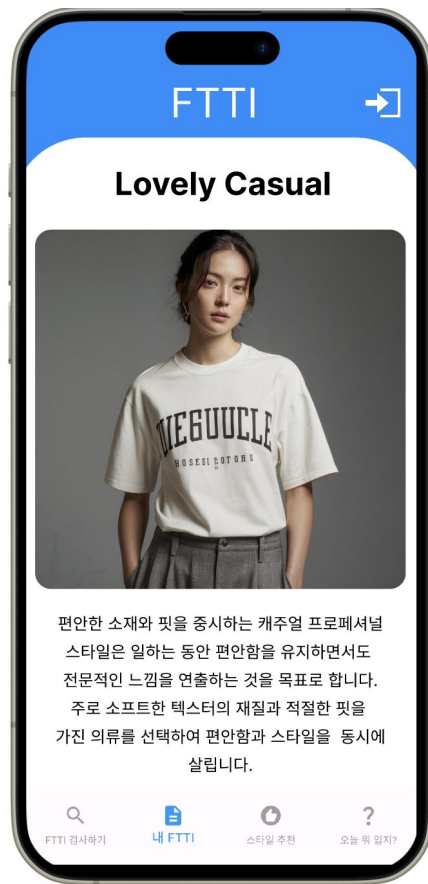 FTTI
Lovely Casual
편안한 소재와 핏을 중시하는 캐주얼 프로페셔널
스타일은 일하는 동안 편안함을 유지하면서도
전문적인 느낌을 연출하는 것을 목표로 합니다.
주로 소프트한 텍스터의 재질과 적절한 핏을
가진 의류를 선택하여 편안함과 스타일을 동시에
살립니다.
FTTI 검사하기
내 FTTI
스타일 추천
오늘 뭐 입지?